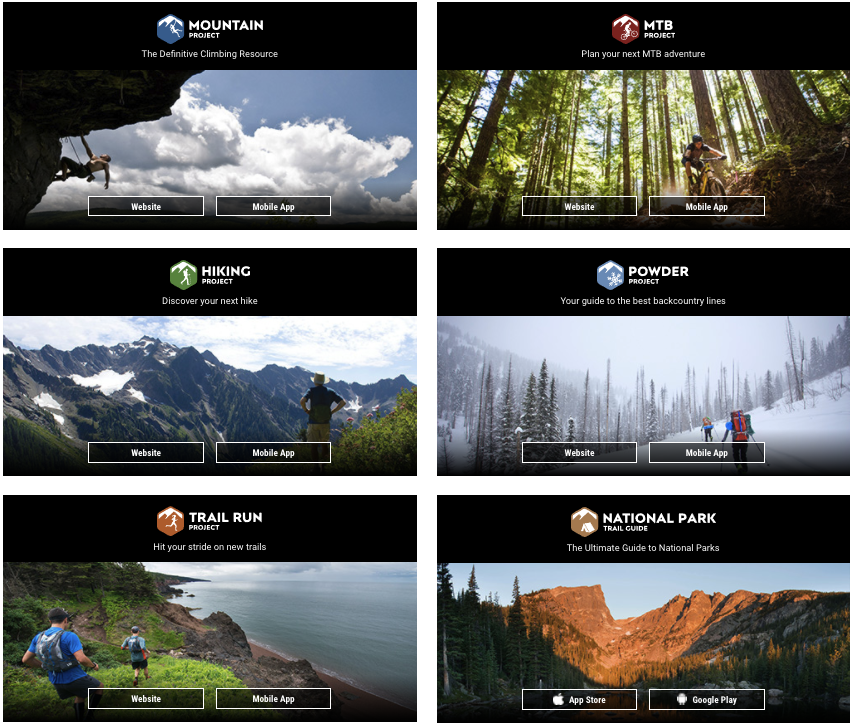 MOUNTAIN
PROJECT
The Definitive Climbing Resource
Website
Mobile App
MTB
PROJECT
Plan your next MTB adventure
Website
Mobile App
HIKING
PROJECT
Discover your next hike
Website
Mobile App
POWDER
PROJECT
Your guide to the best backcountry lines
Website
Mobile App
TRAIL RUN
PROJECT
Hit your stride on new trails
Website
Mobile App
NATIONAL PARK
TRAIL GUIDE
The Ultimate Guide to National Parks
App Store
Google Play